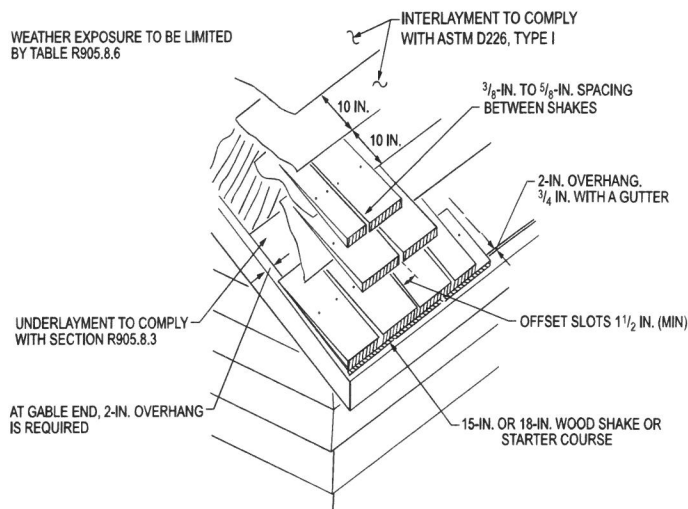 INTERLAYMENT TO COMPLY
WITH ASTM D226, TYPE I
WEATHER EXPOSURE TO BE LIMITED
BY TABLE R905.8.6
3/8-IN. TO 5/8-IN. SPACING
BETWEEN SHAKES
10 IN.
10 IN.
2-IN. OVERHANG.
3/4 IN. WITH A GUTTER
OFFSET SLOTS 1 1/2 IN. (MIN)
UNDERLAYMENT TO COMPLY
WITH SECTION R905.8.3
AT GABLE END, 2-IN. OVERHANG
IS REQUIRED
15-IN. OR 18-IN. WOOD SHAKE OR
STARTER COURSE